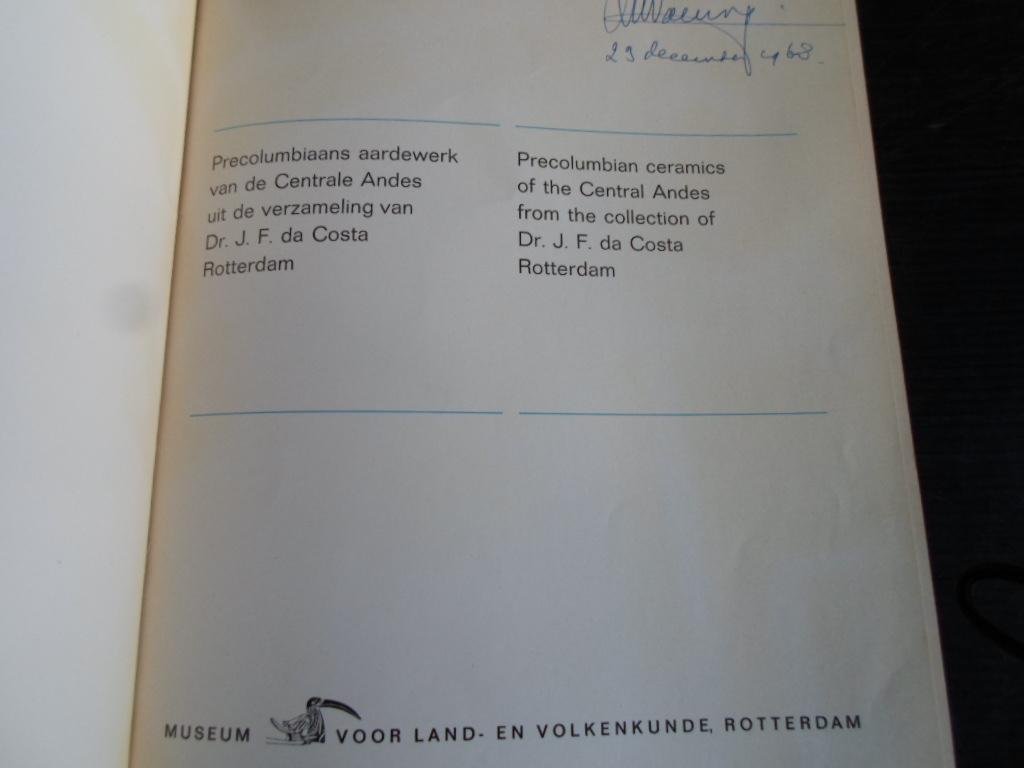 23 december 1968.
Precolumbiaans aardewerk
van de Centrale Andes
uit de verzameling van
Dr. J. F. da Costa
Rotterdam
Precolumbian ceramics
of the Central Andes
from the collection of
Dr. J. F. da Costa
Rotterdam
MUSEUM VOOR LAND- EN VOLKENKUNDE, ROTTERDAM